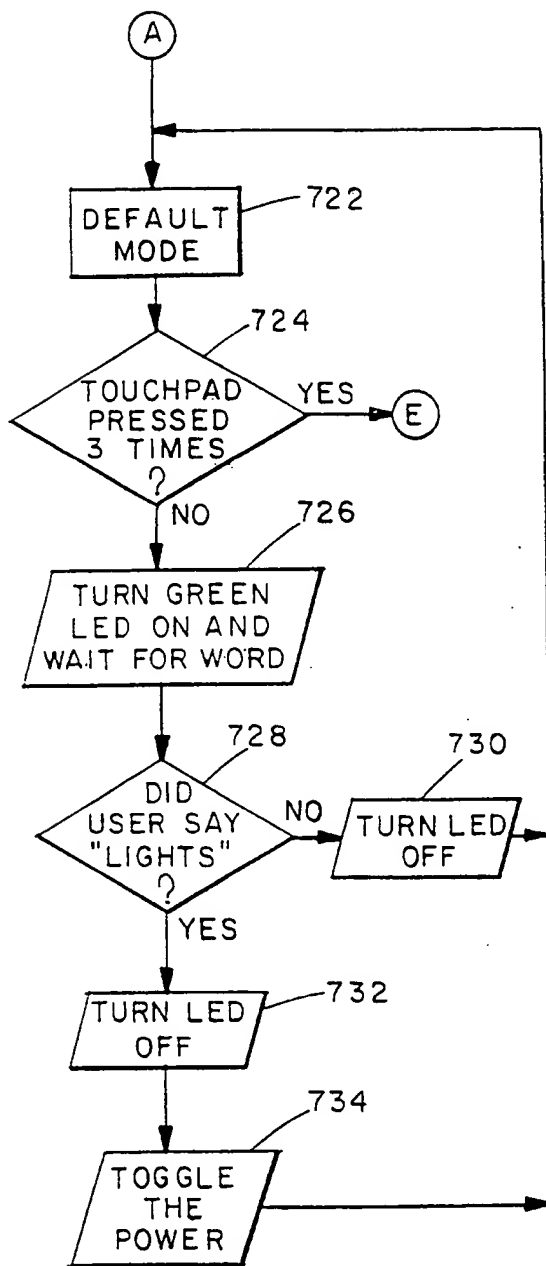 A
DEFAULT
MODE
722
724
TOUCHPAD
PRESSED
3 TIMES
?
YES
E
NO
726
TURN GREEN
LED ON AND
WAIT FOR WORD
728
DID
USER SAY
"LIGHTS"
?
NO
730
TURN LED
OFF
YES
732
TURN LED
OFF
734
TOGGLE
THE
POWER